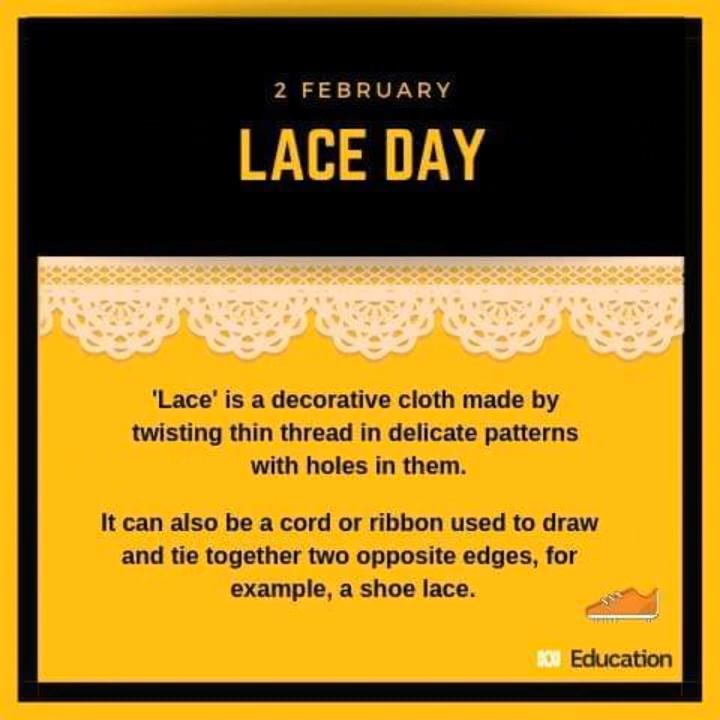 2 FEBRUARY
LACE DAY
'Lace' is a decorative cloth made by
twisting thin thread in delicate patterns
with holes in them.
It can also be a cord or ribbon used to draw
and tie together two opposite edges, for
example, a shoe lace.
Education